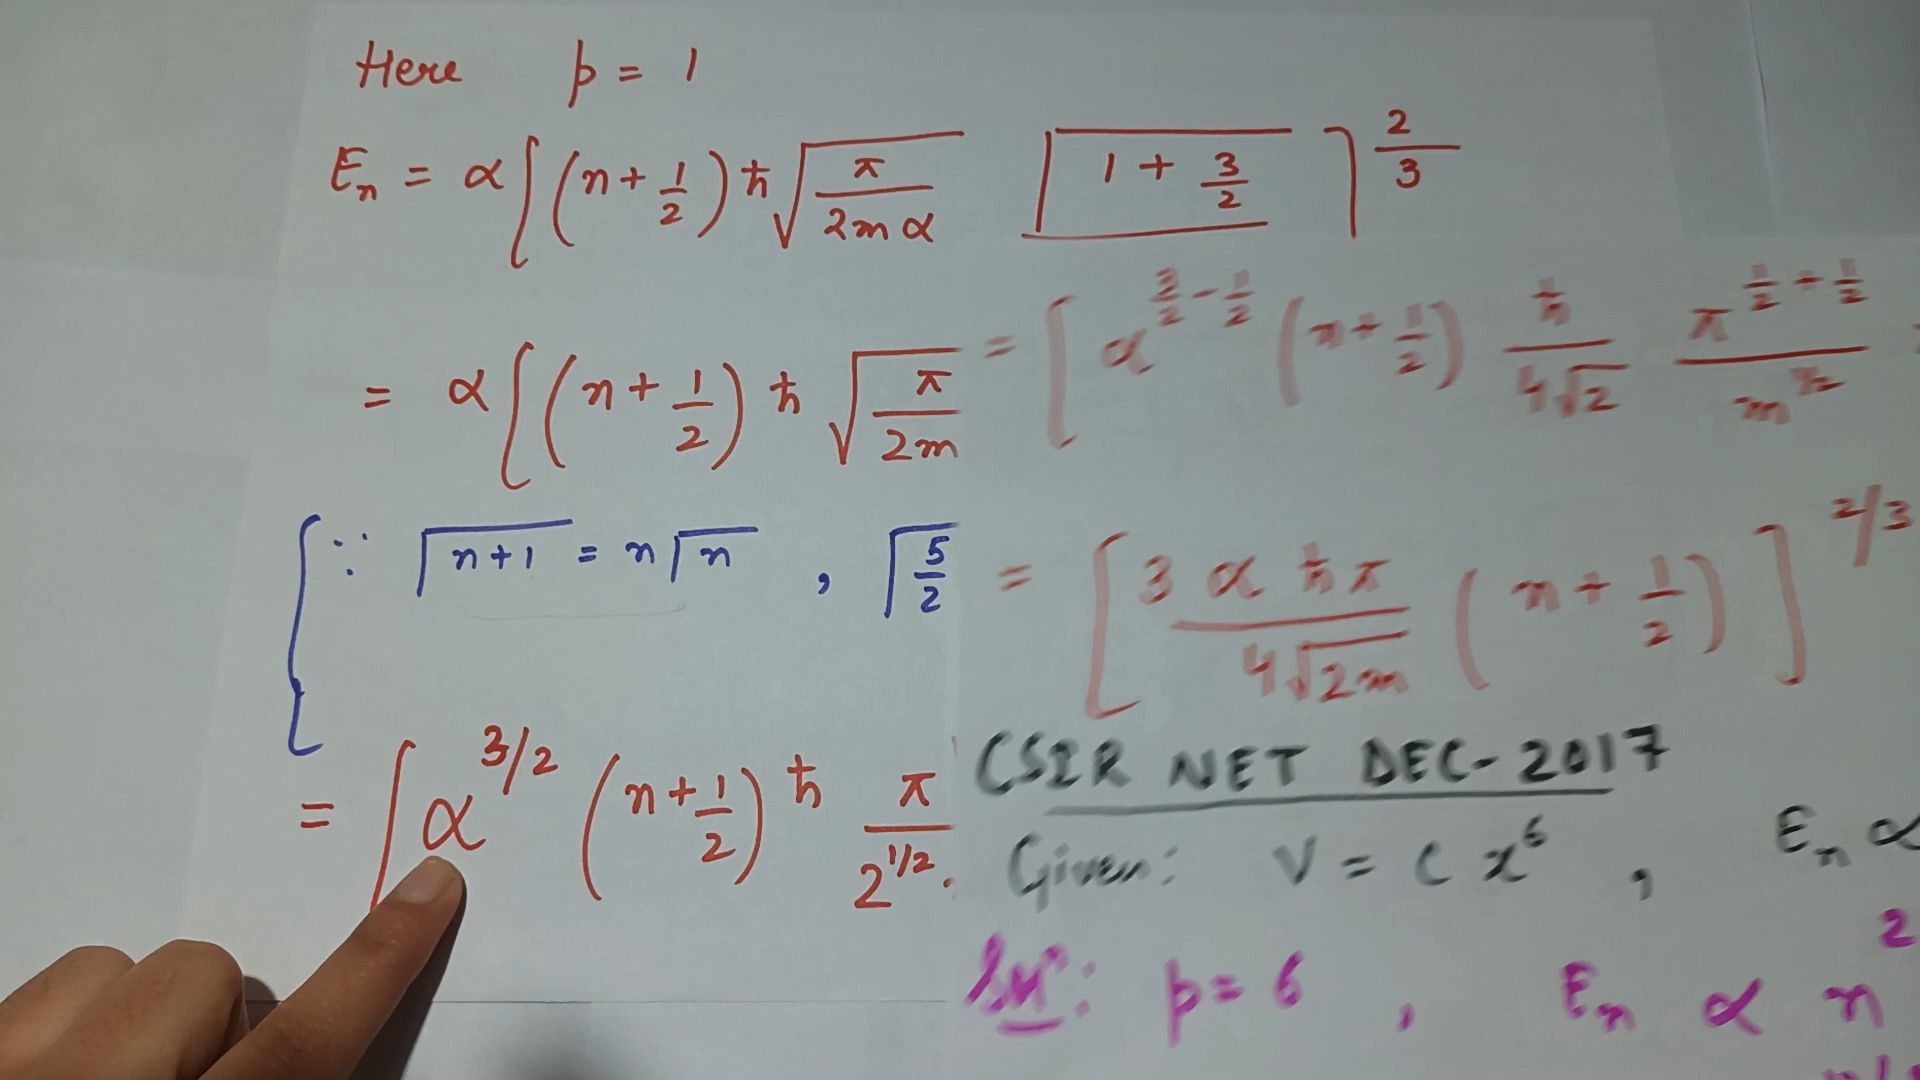 Here p = 1
Eₙ = α[(n + 1/2) ħ √(π/2mα) Γ(1 + 3/2)]^(2/3)
= α[(n + 1/2) ħ √(π/2m
= [α^(3/2 - 1/2) (n + 1/2) ħ/4√2 π^(1/2 + 1/2)/m^(1/2)
{∵ Γ(n+1) = n Γ(n) , Γ(5/2)
= [3 α ħ π/4√2m (n + 1/2)]^(2/3)
= [α^(3/2) (n + 1/2) ħ π/2^(1/2) .
CSIR NET DEC-2017
Given: V = C x⁶ , Eₙ α
Solⁿ: p = 6 , Eₙ α n²